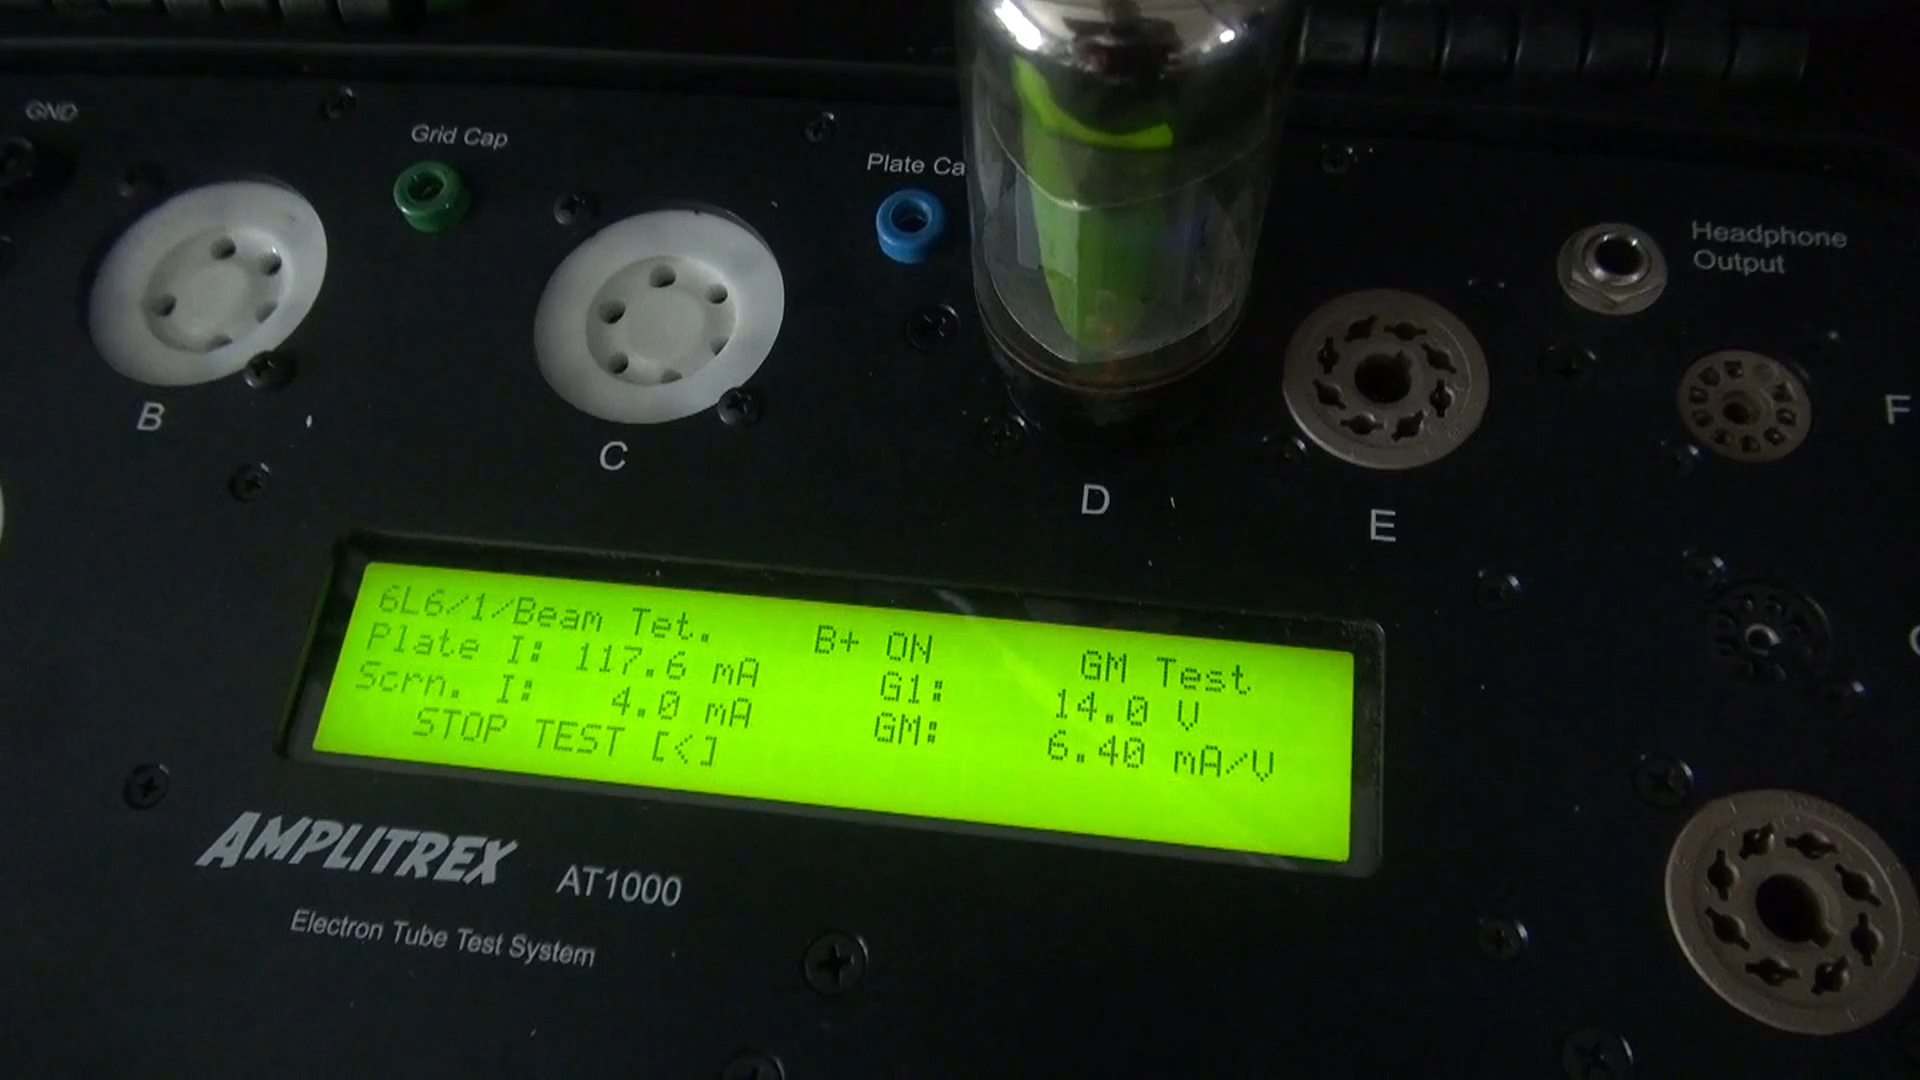 GND
Grid Cap
Plate Ca
Headphone
Output
B
C
D
E
F
6L6/1/Beam Tet. B+ ON GM Test
Plate I: 117.6 mA G1: 14.0 V
Scrn. I: 4.0 mA GM: 6.40 mA/V
STOP TEST [<]
AMPLITREX AT1000
Electron Tube Test System